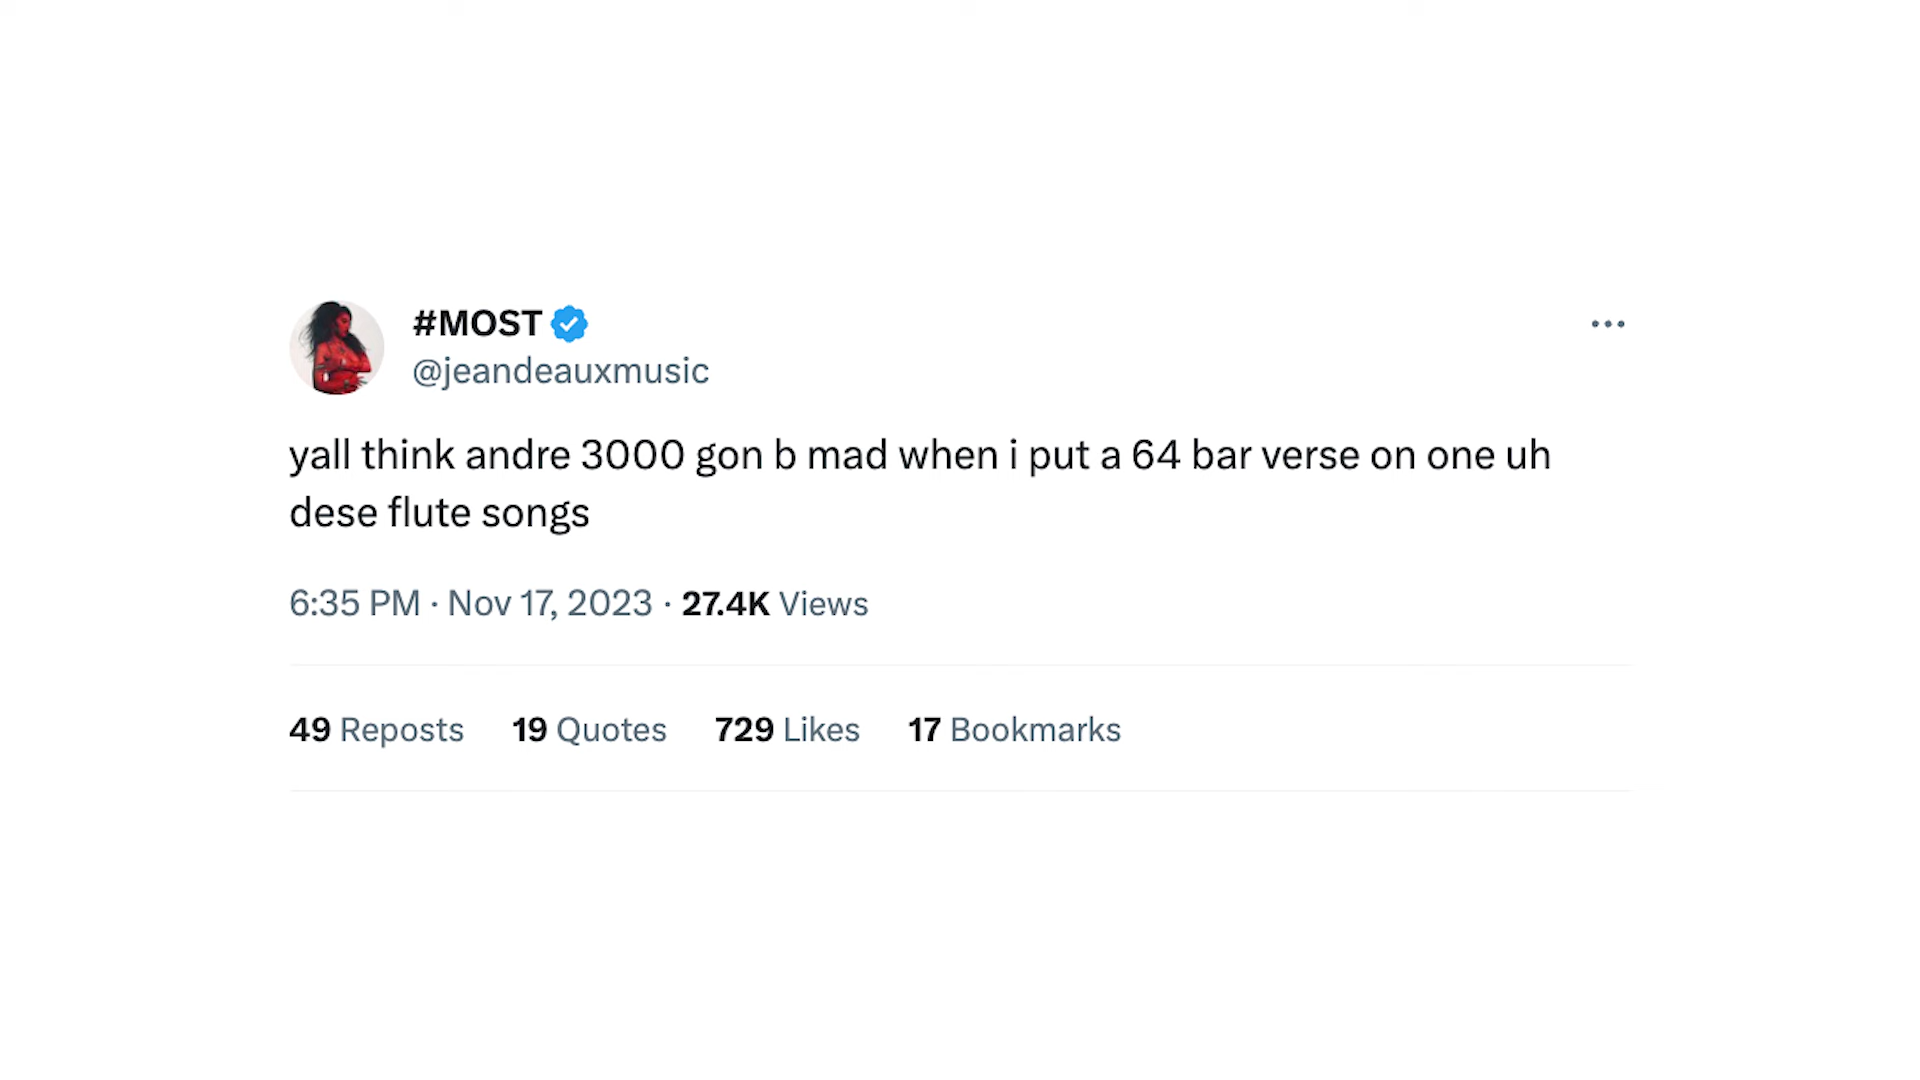 #MOST
@jeandeauxmusic
yall think andre 3000 gon b mad when i put a 64 bar verse on one uh
dese flute songs
6:35 PM · Nov 17, 2023 · 27.4K Views
49 Reposts 19 Quotes 729 Likes 17 Bookmarks